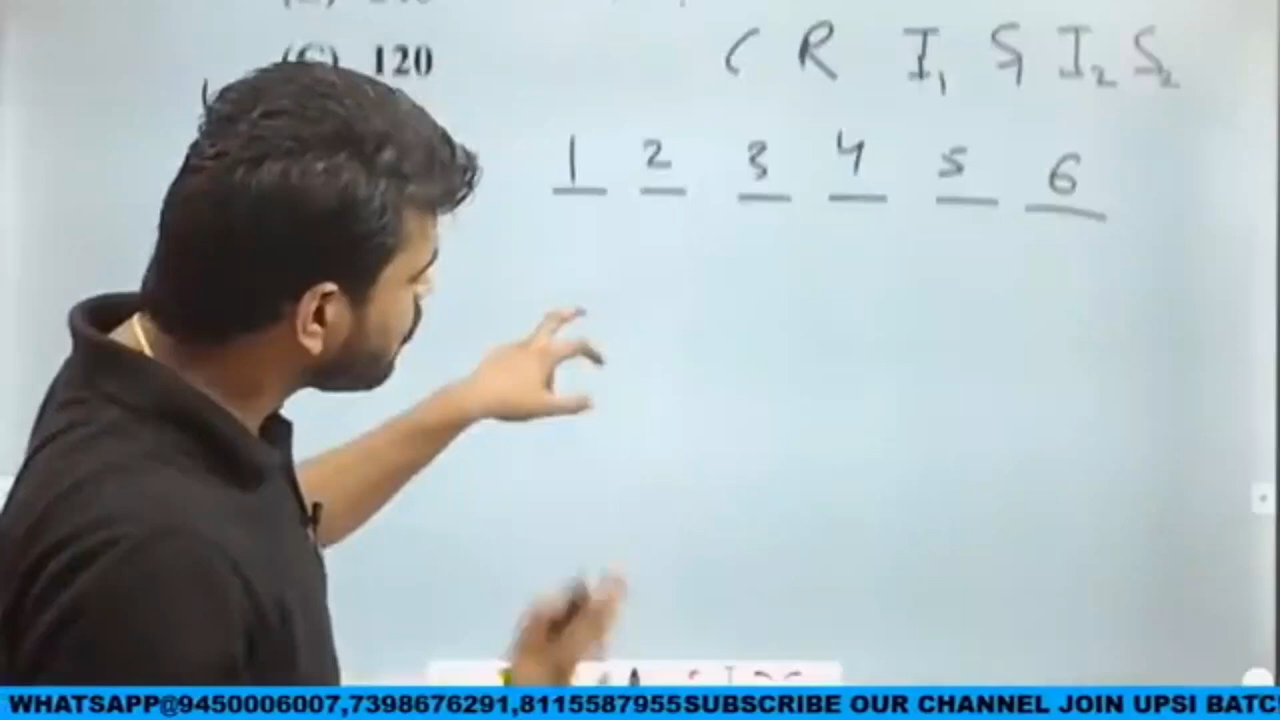 (C) 120
C R I₁ S₁ I₂ S₂
1 2 3 4 5 6
WHATSAPP@9450006007,7398676291,8115587955SUBSCRIBE OUR CHANNEL JOIN UPSI BATC